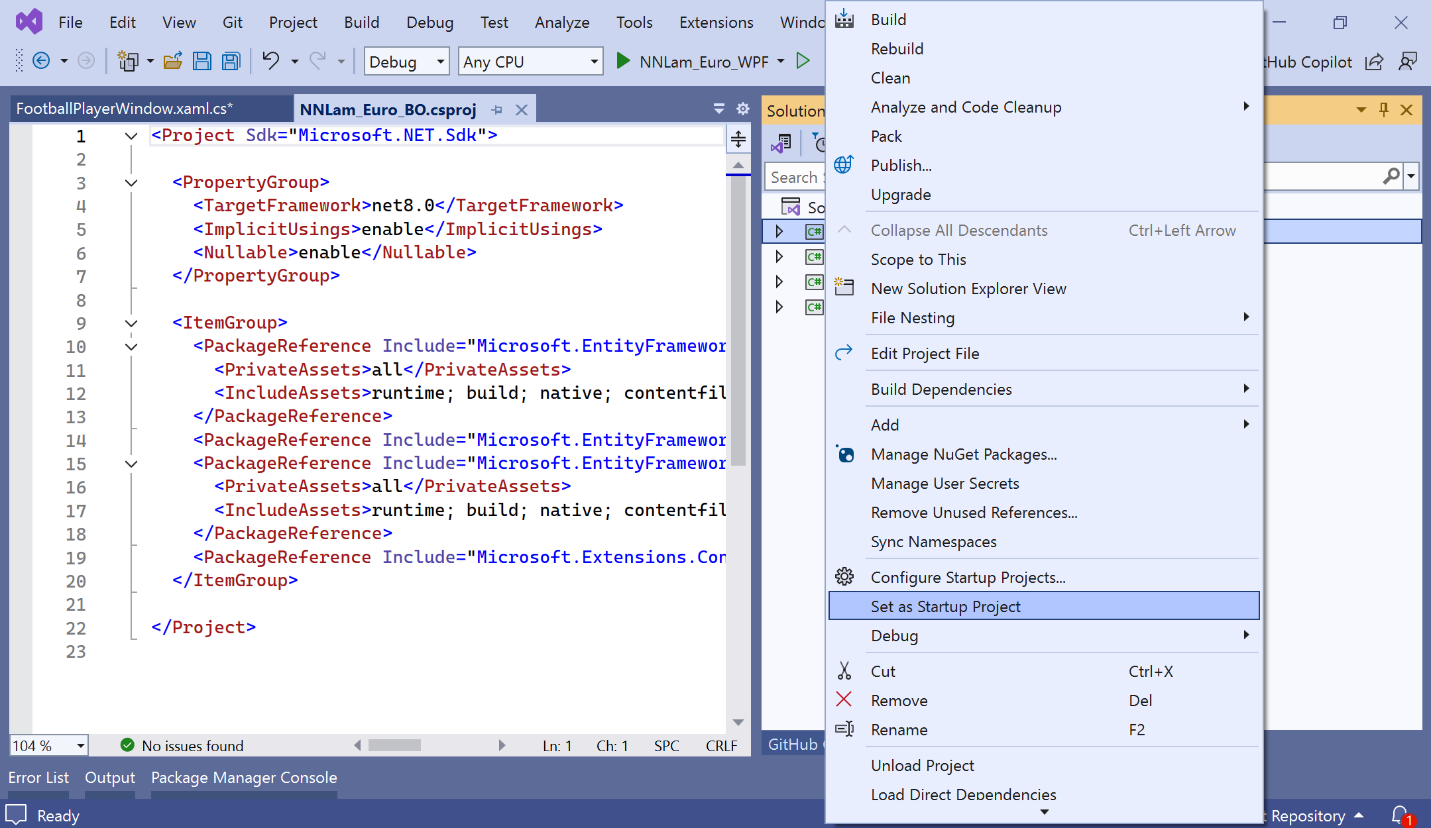 File Edit View Git Project Build Debug Test Analyze Tools Extensions
Debug Any CPU NNLam_Euro_WPF Copilot
FootballPlayerWindow.xaml.cs* NNLam_Euro_BO.csproj
1 <Project Sdk="Microsoft.NET.Sdk">
2
3 <PropertyGroup>
4 <TargetFramework>net8.0</TargetFramework>
5 <ImplicitUsings>enable</ImplicitUsings>
6 <Nullable>enable</Nullable>
7 </PropertyGroup>
8
9 <ItemGroup>
10 <PackageReference Include="Microsoft.EntityFramewor
11 <PrivateAssets>all</PrivateAssets>
12 <IncludeAssets>runtime; build; native; contentfil
13 </PackageReference>
14 <PackageReference Include="Microsoft.EntityFramewor
15 <PackageReference Include="Microsoft.EntityFramewor
16 <PrivateAssets>all</PrivateAssets>
17 <IncludeAssets>runtime; build; native; contentfil
18 </PackageReference>
19 <PackageReference Include="Microsoft.Extensions.Con
20 </ItemGroup>
21
22 </Project>
23
104 % No issues found Ln: 1 Ch: 1 SPC CRLF
Error List Output Package Manager Console
Ready
Solution
Search
So
C#
C#
C#
C#
GitHub
Build
Rebuild
Clean
Analyze and Code Cleanup
Pack
Publish...
Upgrade
Collapse All Descendants Ctrl+Left Arrow
Scope to This
New Solution Explorer View
File Nesting
Edit Project File
Build Dependencies
Add
Manage NuGet Packages...
Manage User Secrets
Remove Unused References...
Sync Namespaces
Configure Startup Projects...
Set as Startup Project
Debug
Cut Ctrl+X
Remove Del
Rename F2
Unload Project
Load Direct Dependencies
Repository 1